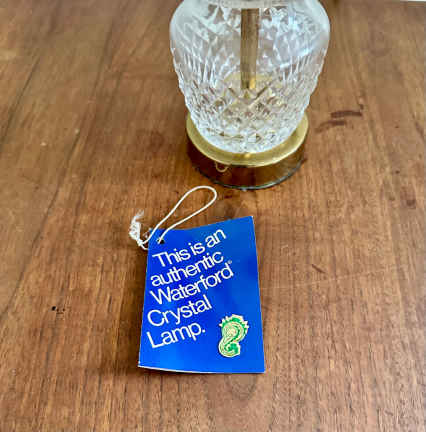 This is an
authentic
Waterford®
Crystal
Lamp.